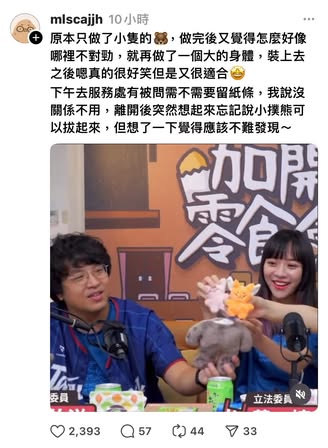 mlscajjh 10小時
原本只做了小隻的🧸，做完後又覺得怎麼好像
哪裡不對勁，就再做了一個大的身體，裝上去
之後嗯真的很好笑但是又很適合🤩
下午去服務處有被問需不需要留紙條，我說沒
關係不用，離開後突然想起來忘記說小撲熊可
以拔起來，但想了一下覺得應該不難發現～
加開
零食
委員
立法委員
2,393 57 44 33